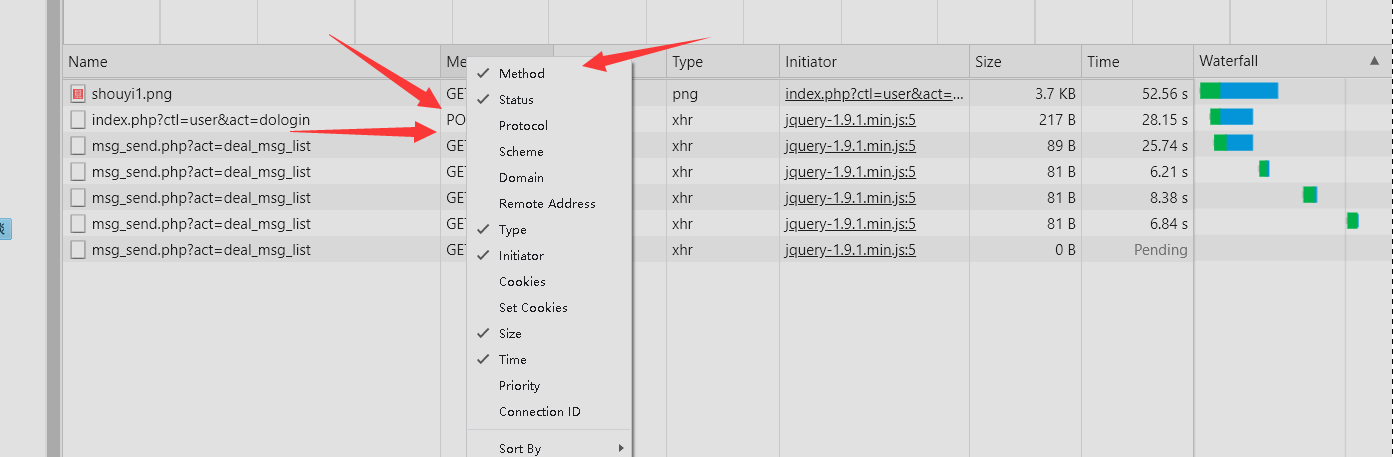 Name Me Type Initiator Size Time Waterfall
shouyi1.png GE png index.php?ctl=user&act=... 3.7 KB 52.56 s
index.php?ctl=user&act=dologin PO xhr jquery-1.9.1.min.js:5 217 B 28.15 s
msg_send.php?act=deal_msg_list GE xhr jquery-1.9.1.min.js:5 89 B 25.74 s
msg_send.php?act=deal_msg_list GE xhr jquery-1.9.1.min.js:5 81 B 6.21 s
msg_send.php?act=deal_msg_list GE xhr jquery-1.9.1.min.js:5 81 B 8.38 s
msg_send.php?act=deal_msg_list GE xhr jquery-1.9.1.min.js:5 81 B 6.84 s
msg_send.php?act=deal_msg_list GE xhr jquery-1.9.1.min.js:5 0 B Pending
Method
Status
Protocol
Scheme
Domain
Remote Address
Type
Initiator
Cookies
Set Cookies
Size
Time
Priority
Connection ID
Sort By